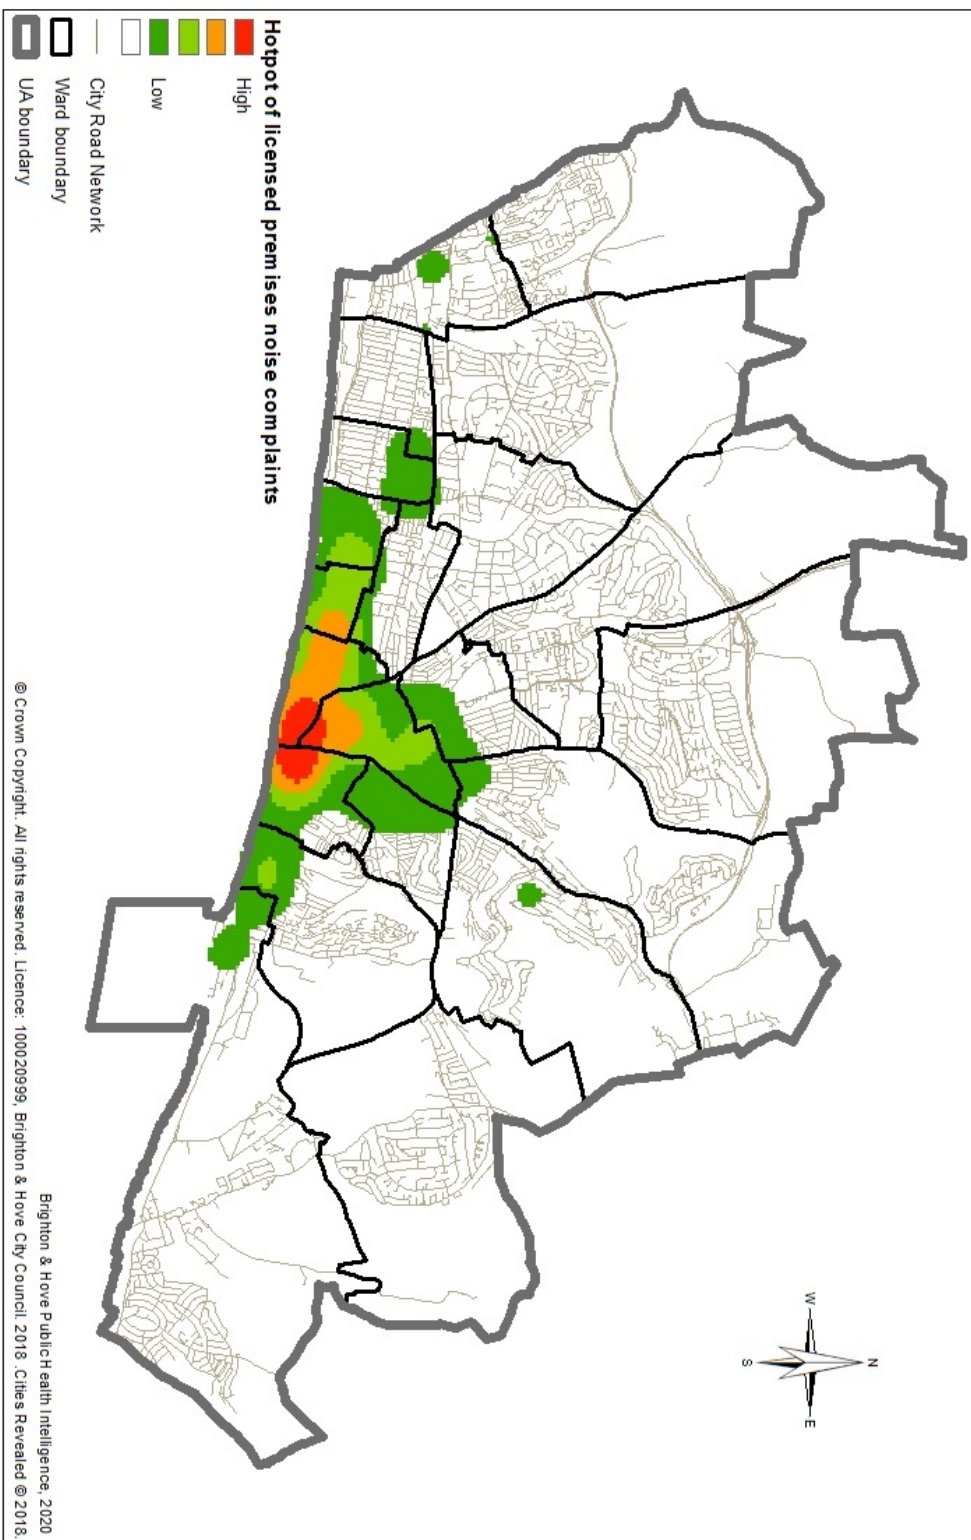 Hotpot of licensed premises noise complaints
High
Low
City Road Network
Ward boundary
UA boundary
N
W
E
S
Brighton & Hove Public Health Intelligence, 2020
© Crown Copyright. All rights reserved. Licence: 100020999, Brighton & Hove City Council. 2018 .Cities Revealed © 2018.